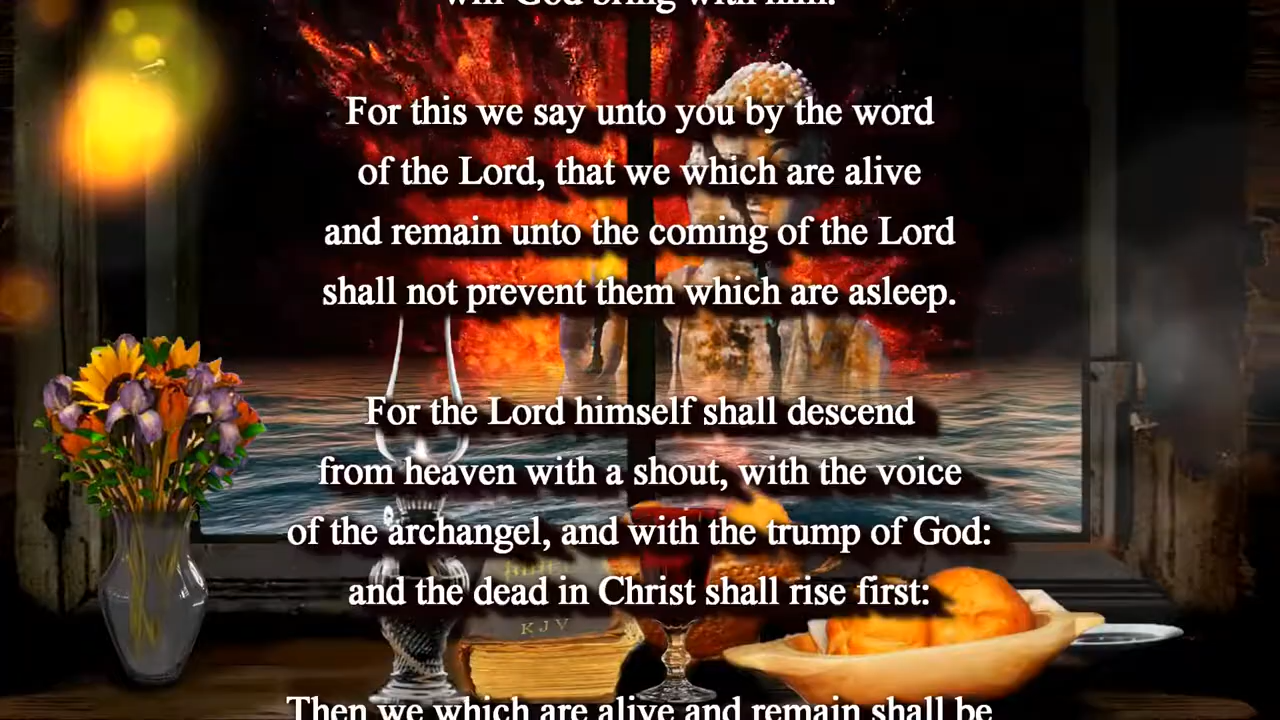 will God bring with him.
For this we say unto you by the word
of the Lord, that we which are alive
and remain unto the coming of the Lord
shall not prevent them which are asleep.
For the Lord himself shall descend
from heaven with a shout, with the voice
of the archangel, and with the trump of God:
and the dead in Christ shall rise first:
KJV
Then we which are alive and remain shall be